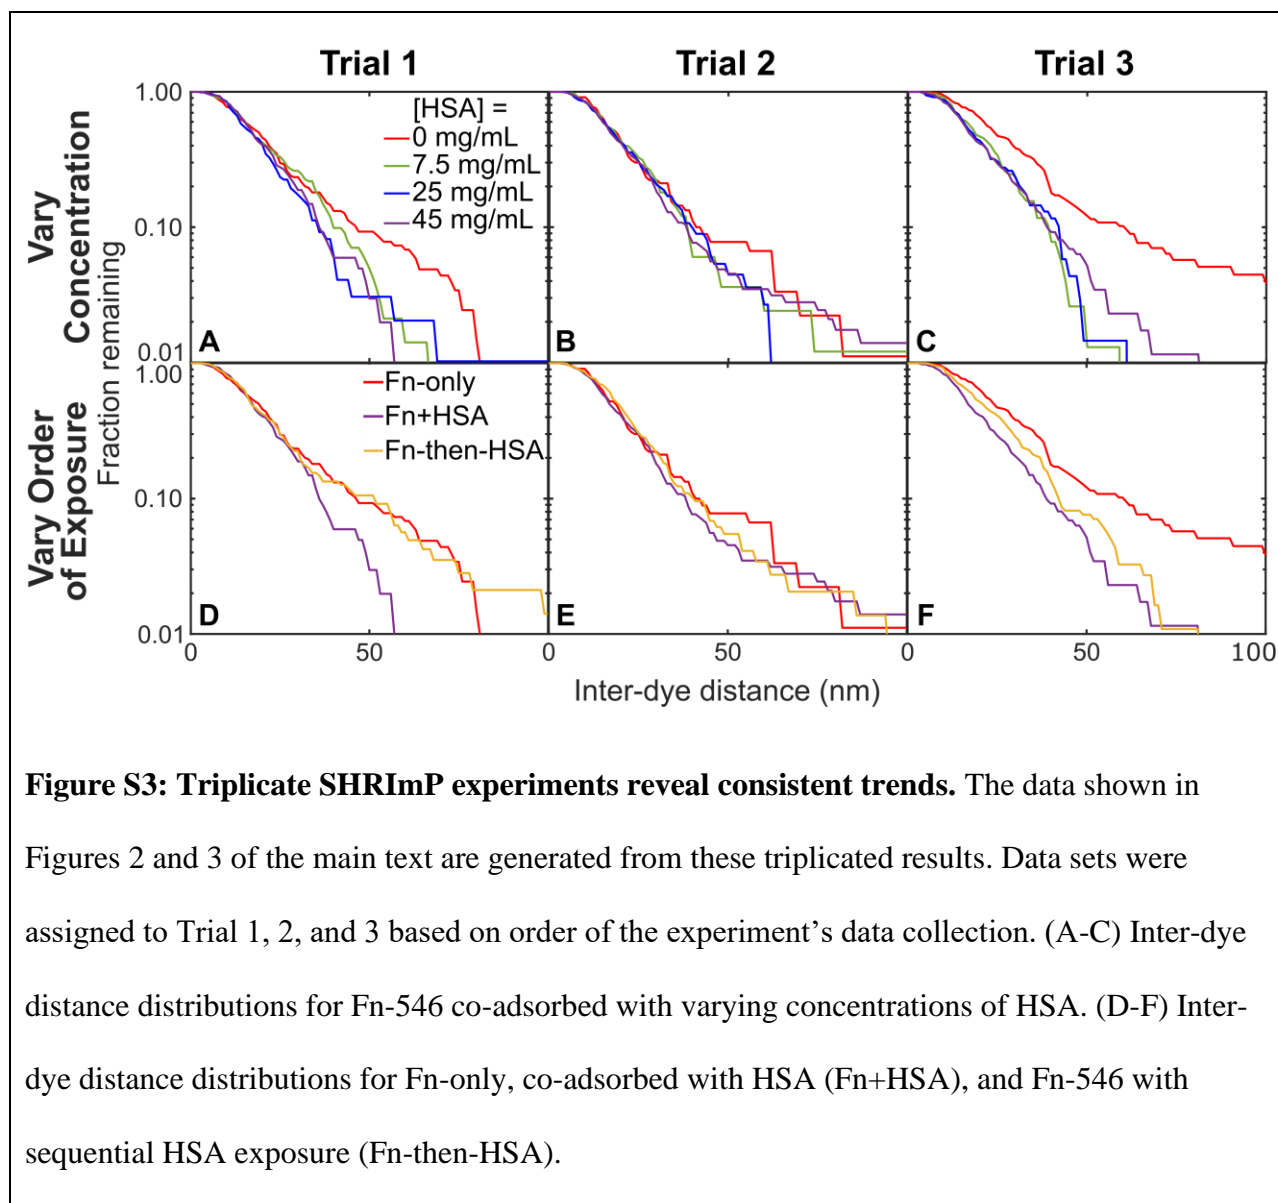 Trial 1 Trial 2 Trial 3
Vary
Concentration
Fraction remaining
1.00
0.10
0.01
[HSA] =
0 mg/mL
7.5 mg/mL
25 mg/mL
45 mg/mL
A B C
Vary Order
of Exposure
1.00
0.10
0.01
Fn-only
Fn+HSA
Fn-then-HSA
D E F
0 50 0 50 0 50 100
Inter-dye distance (nm)
Figure S3: Triplicate SHRImP experiments reveal consistent trends. The data shown in
Figures 2 and 3 of the main text are generated from these triplicated results. Data sets were
assigned to Trial 1, 2, and 3 based on order of the experiment’s data collection. (A-C) Inter-dye
distance distributions for Fn-546 co-adsorbed with varying concentrations of HSA. (D-F) Inter-
dye distance distributions for Fn-only, co-adsorbed with HSA (Fn+HSA), and Fn-546 with
sequential HSA exposure (Fn-then-HSA).